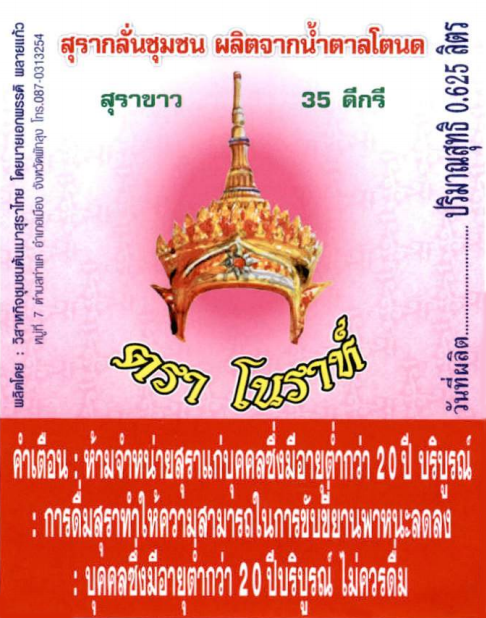 สุรากลั่นชุมชน ผลิตจากน้ำตาลโตนด
สุราขาว 35 ดีกรี
ตรา โนราห์
ผลิตโดย : วิสาหกิจชุมชนต้นเมาสุราไทย โดยนายเอกพรรดิ์ พลายแก้ว
หมู่ที่ 7 ตำบลท่าแค อำเภอเมือง จังหวัดพัทลุง โทร.087-0313254
วันที่ผลิต.................... ปริมาณสุทธิ 0.625 ลิตร
คำเตือน : ห้ามจำหน่ายสุราแก่บุคคลซึ่งมีอายุต่ำกว่า 20 ปี บริบูรณ์
: การดื่มสุราทำให้ความสามารถในการขับขี่ยานพาหนะลดลง
: บุคคลซึ่งมีอายุต่ำกว่า 20 ปีบริบูรณ์ ไม่ควรดื่ม